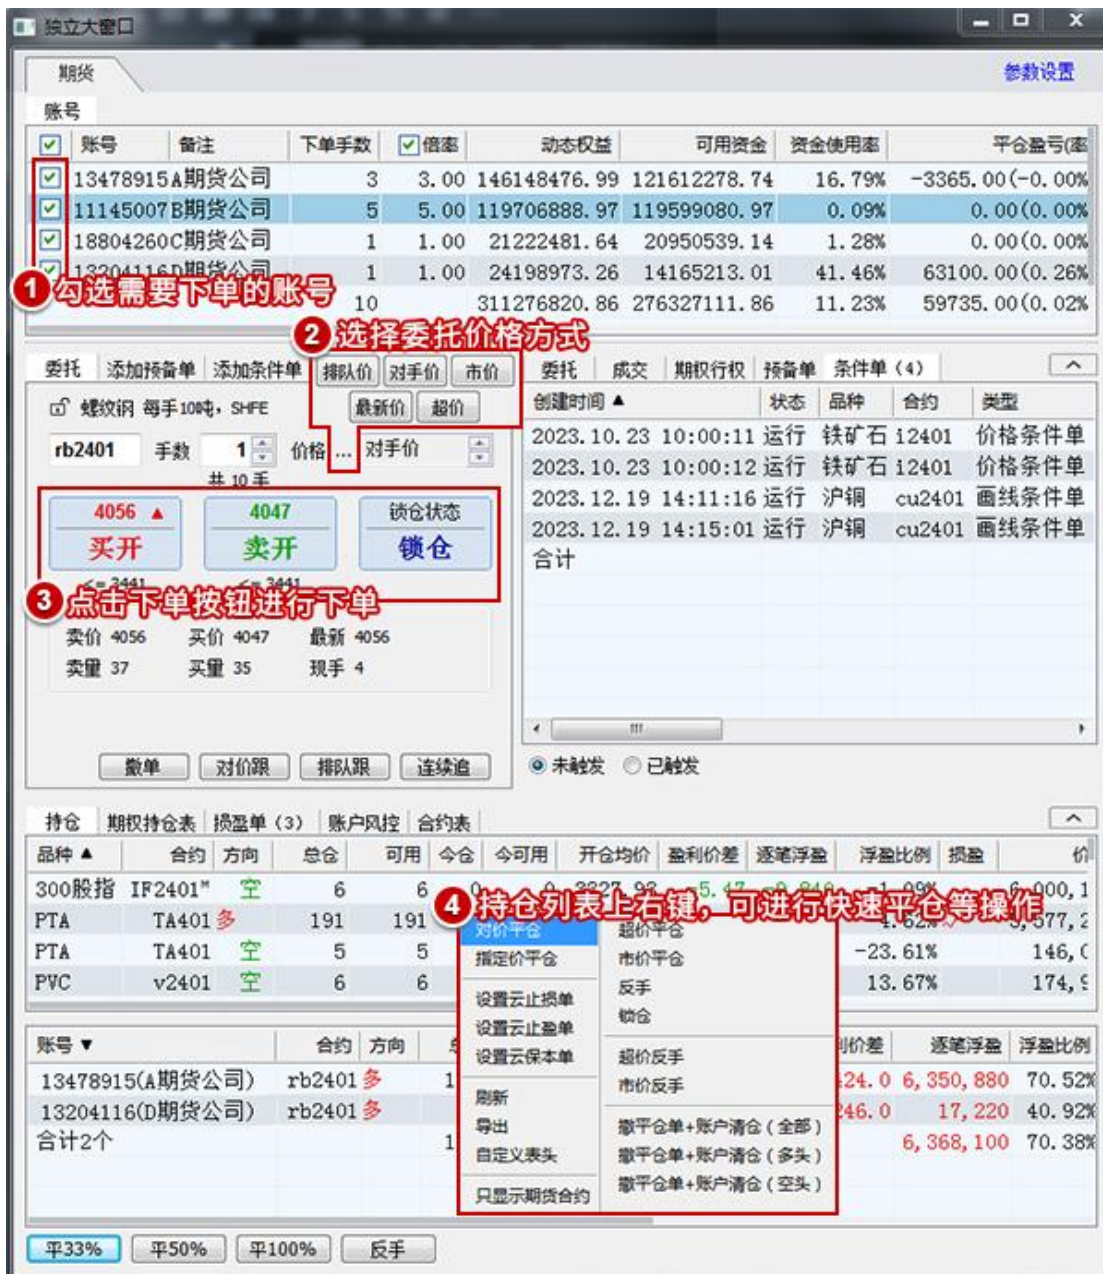 独立大窗口
期货
参数设置
账号
账号 备注 下单手数 倍率 动态权益 可用资金 资金使用率 平仓盈亏(率
13478915 A期货公司 3 3.00 146148476.99 121612278.74 16.79% -3365.00(-0.00%
11145007 B期货公司 5 5.00 119706888.97 119599080.97 0.09% 0.00(0.00%
18804260 C期货公司 1 1.00 21222481.64 20950539.14 1.28% 0.00(0.00%
13204116 D期货公司 1 1.00 24198973.26 14165213.01 41.46% 63100.00(0.26%
1 勾选需要下单的账号
10 311276820.86 276327111.86 11.23% 59735.00(0.02%
2 选择委托价格方式
委托 添加预备单 添加条件单
排队价 对手价 市价
最新价 超价
螺纹钢 每手10吨, SHFE
rb2401 手数 1 价格 ... 对手价
共 10 手
4056 ▲ 4047 锁仓状态
买开 卖开 锁仓
<= 3441 <= 3441
3 点击下单按钮进行下单
卖价 4056 买价 4047 最新 4056
卖量 37 买量 35 现手 4
撤单 对价跟 排队跟 连续追
委托 成交 期权行权 预备单 条件单 (4)
创建时间 ▲ 状态 品种 合约 类型
2023.10.23 10:00:11 运行 铁矿石 i2401 价格条件单
2023.10.23 10:00:12 运行 铁矿石 i2401 价格条件单
2023.12.19 14:11:16 运行 沪铜 cu2401 画线条件单
2023.12.19 14:15:01 运行 沪铜 cu2401 画线条件单
合计
未触发 已触发
持仓 期权持仓表 损盈单 (3) 账户风控 合约表
品种 ▲ 合约 方向 总仓 可用 今仓 今可用 开仓均价 盈利价差 逐笔浮盈 浮盈比例 损盈 价
300股指 IF2401 空 6 6
4 持仓列表上右键，可进行快速平仓等操作
PTA TA401 多 191 191
PTA TA401 空 5 5 -23.61% 146,
PVC v2401 空 6 6 13.67% 174,
对价平仓 超价平仓
指定价平仓 市价平仓
反手
设置云止损单 锁仓
设置云止盈单
设置云保本单 超价反手
市价反手
刷新
导出 撤平仓单+账户清仓（全部）
自定义表头 撤平仓单+账户清仓（多头）
只显示期货合约 撤平仓单+账户清仓（空头）
账号 ▼ 合约 方向 利价差 逐笔浮盈 浮盈比例
13478915(A期货公司) rb2401 多 1 24.0 6,350,880 70.52%
13204116(D期货公司) rb2401 多 46.0 17,220 40.92%
合计2个 1 6,368,100 70.38%
平33% 平50% 平100% 反手